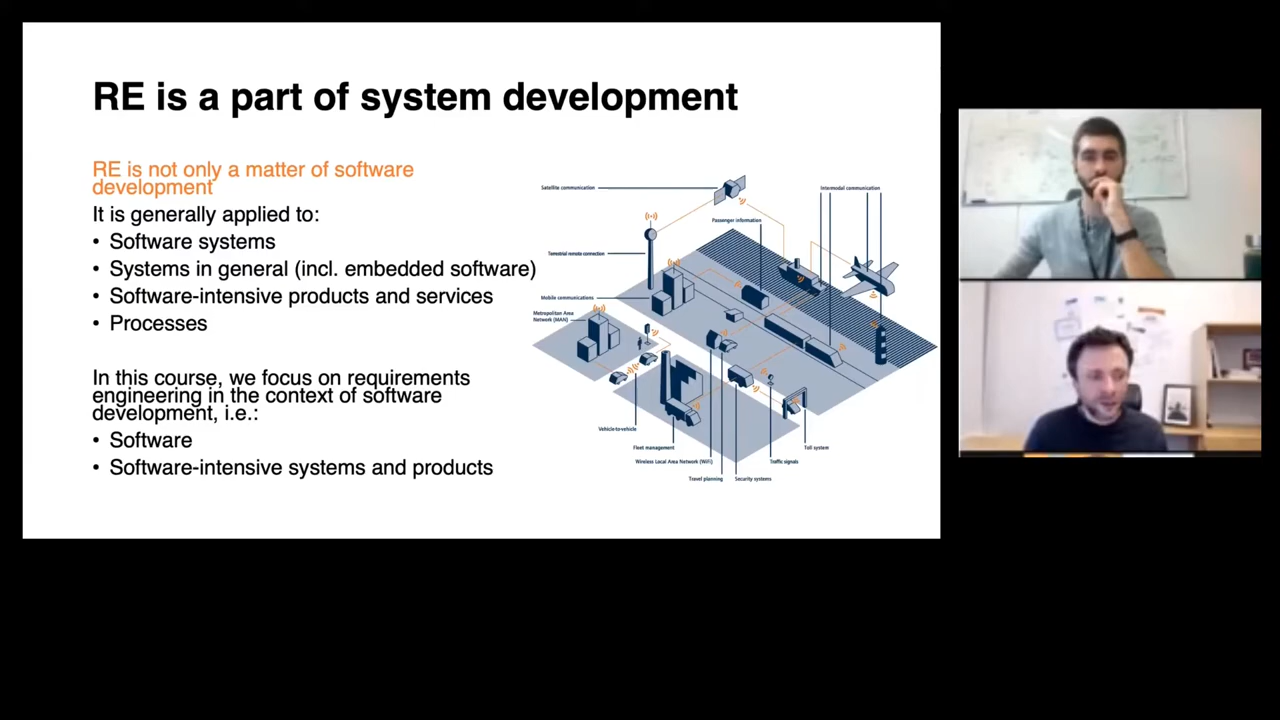 RE is a part of system development
RE is not only a matter of software
development
It is generally applied to:
• Software systems
• Systems in general (incl. embedded software)
• Software-intensive products and services
• Processes
In this course, we focus on requirements
engineering in the context of software
development, i.e.:
• Software
• Software-intensive systems and products
Satellite communication
Intermodal communication
Passenger information
Terrestrial remote connection
Mobile communications
Metropolitan Area
Network (MAN)
Vehicle-to-vehicle
Fleet management
Toll system
Wireless Local Area Network (WiFi)
Traffic signals
Travel planning
Security systems